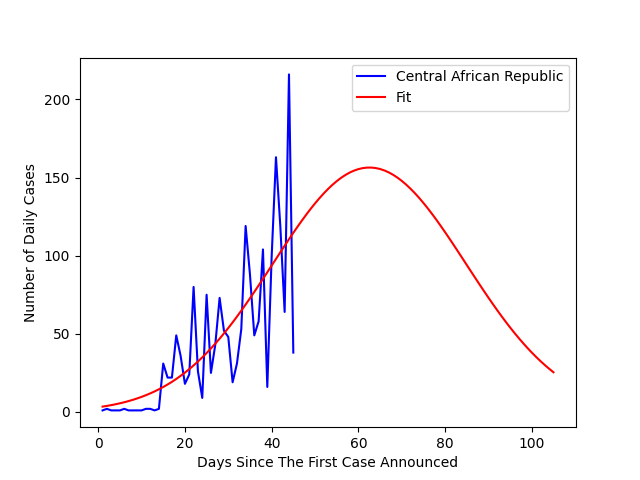 Central African Republic
Fit
200
150
100
50
0
Number of Daily Cases
0 20 40 60 80 100
Days Since The First Case Announced